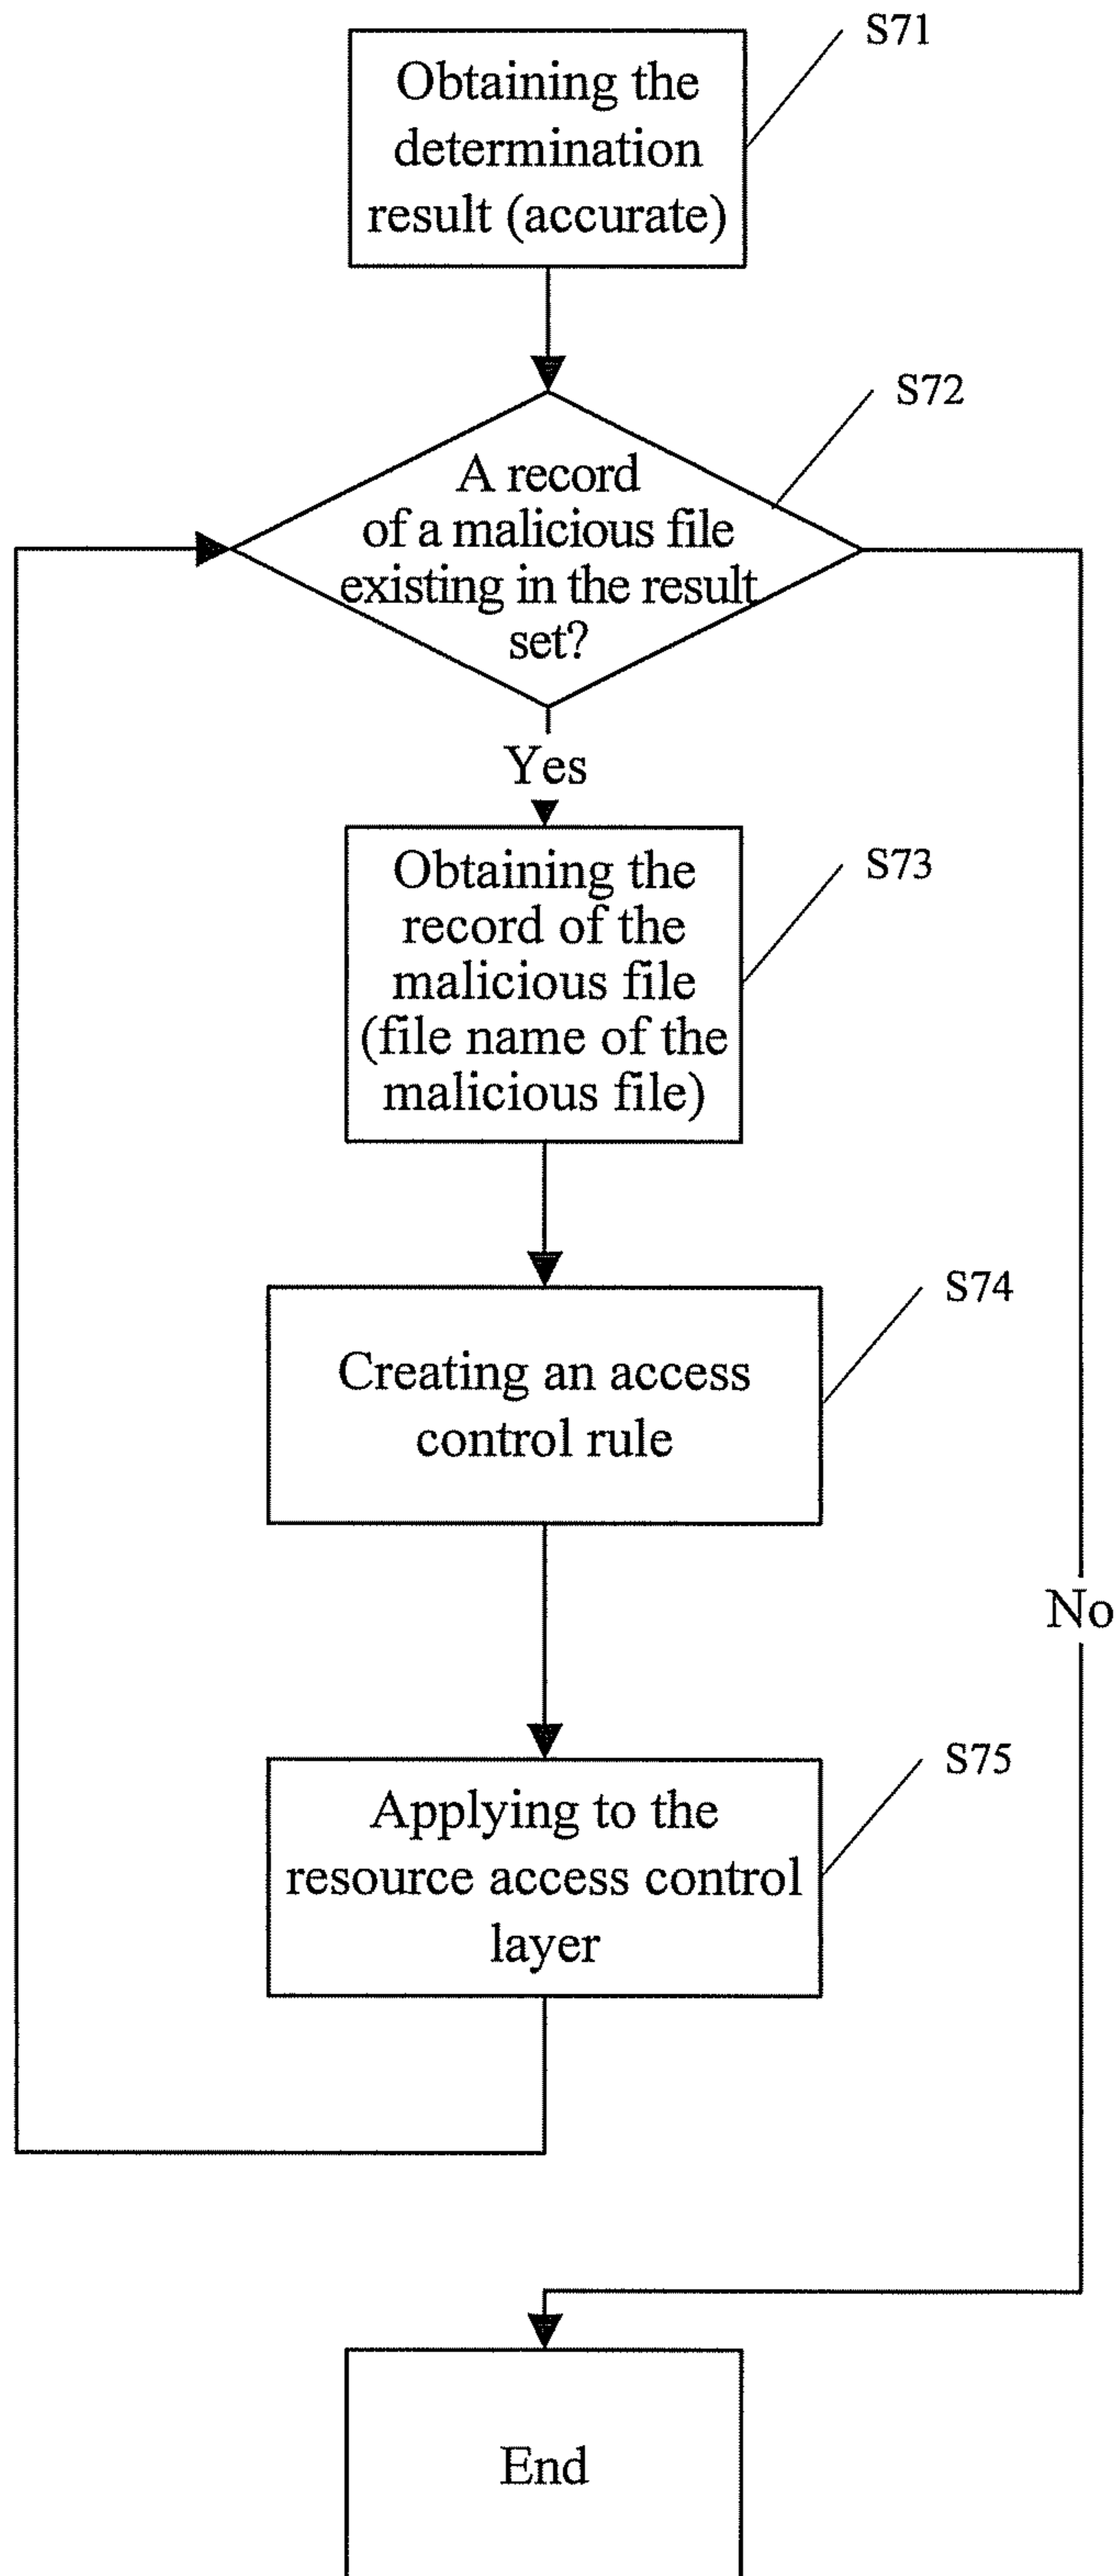 S71
Obtaining the
determination
result (accurate)
S72
A record
of a malicious file
existing in the result
set?
Yes
S73
Obtaining the
record of the
malicious file
(file name of the
malicious file)
S74
Creating an access
control rule
No
S75
Applying to the
resource access control
layer
End